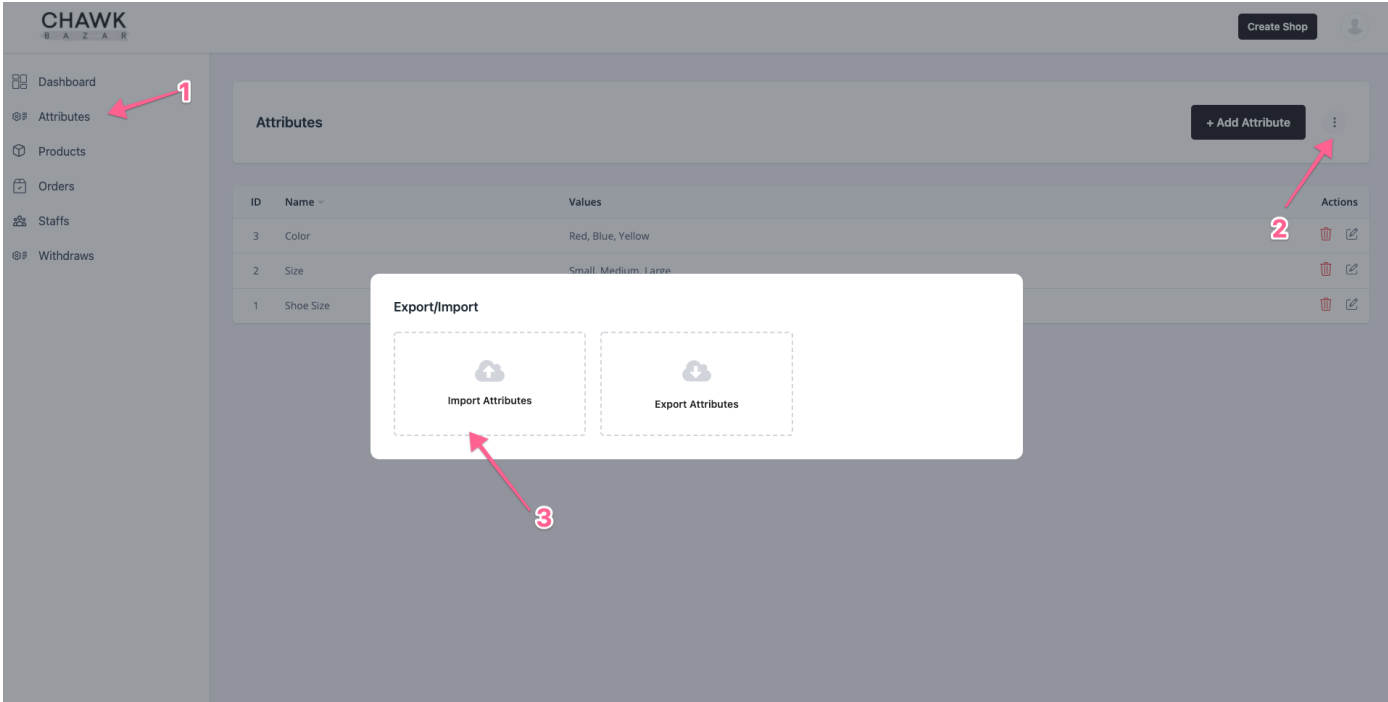 CHAWK
BAZAR
Create Shop
Dashboard
Attributes
Products
Orders
Staffs
Withdraws
1
Attributes
+ Add Attribute
2
ID Name Values Actions
3 Color Red, Blue, Yellow
2 Size Small, Medium, Large
1 Shoe Size
Export/Import
Import Attributes
Export Attributes
3